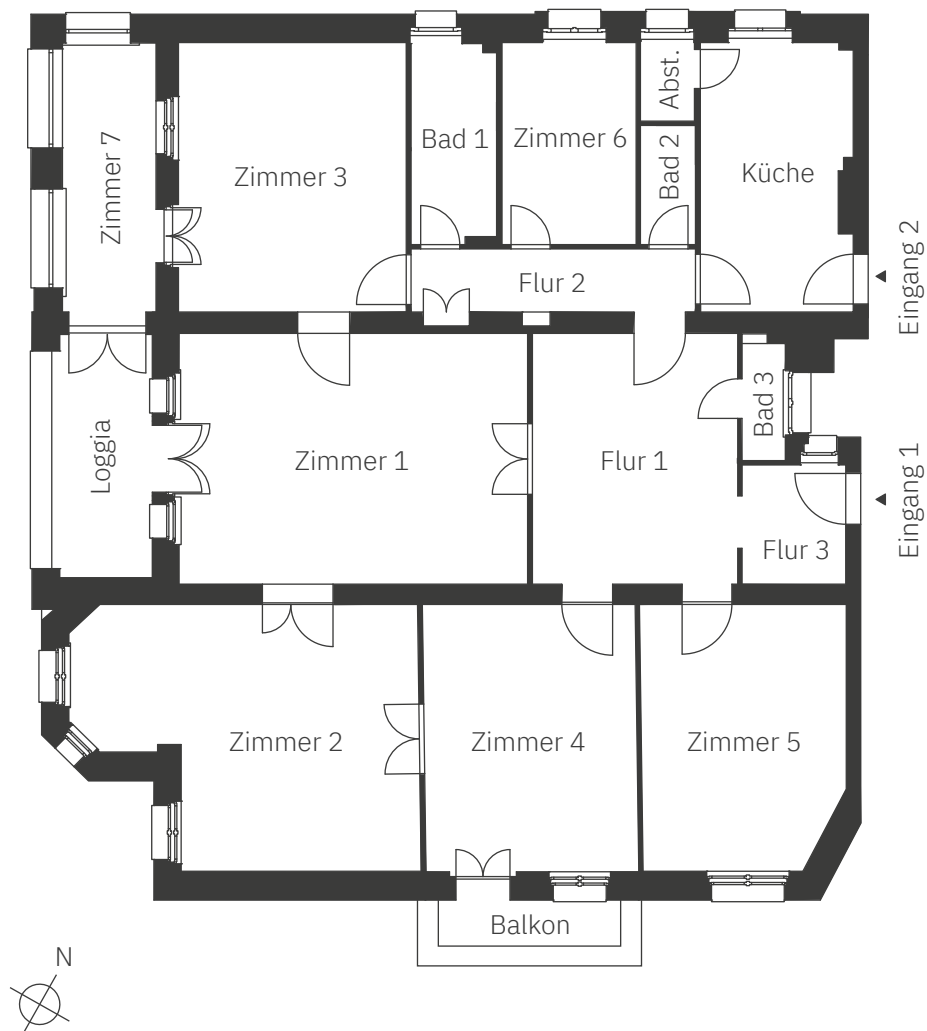 Zimmer 7
Zimmer 3
Bad 1
Zimmer 6
Abst.
Bad 2
Küche
Flur 2
Eingang 2
Loggia
Zimmer 1
Flur 1
Bad 3
Flur 3
Eingang 1
Zimmer 2
Zimmer 4
Zimmer 5
Balkon
N